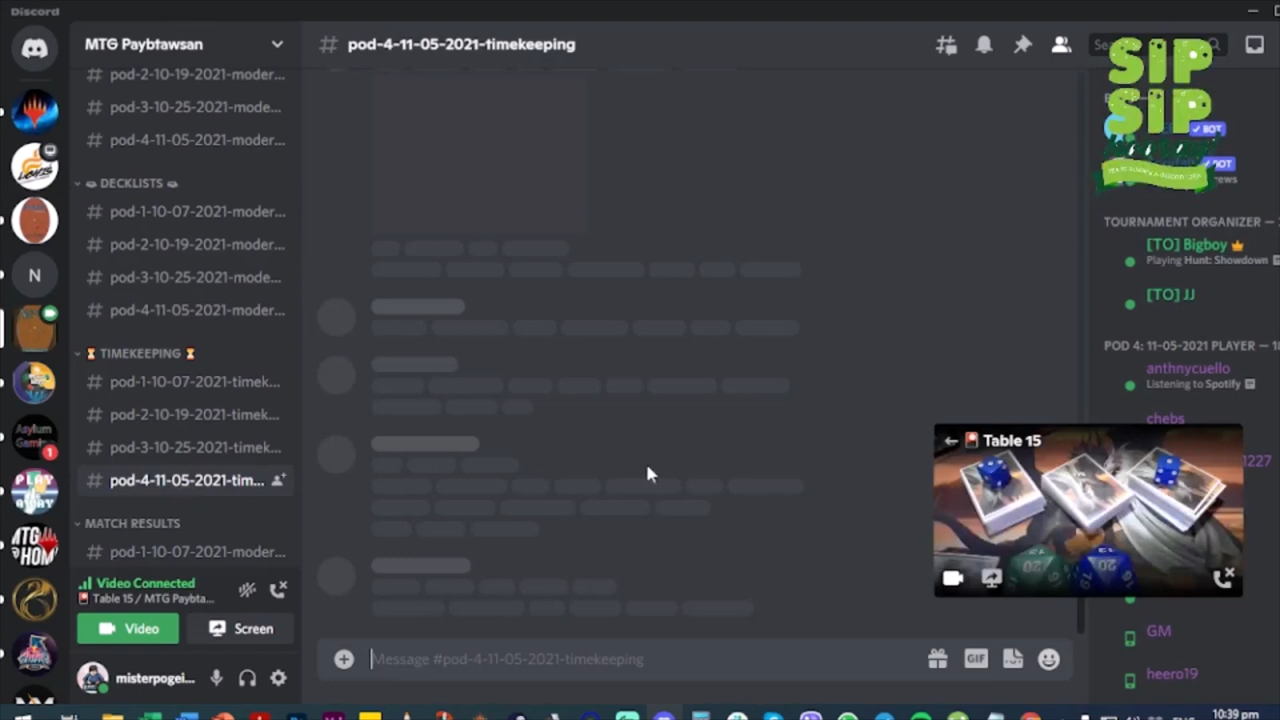 Discord
MTG Paybtawsan
pod-2-10-19-2021-moder...
pod-3-10-25-2021-mode...
pod-4-11-05-2021-moder...
DECKLISTS
pod-1-10-07-2021-moder...
pod-2-10-19-2021-moder...
pod-3-10-25-2021-mode...
pod-4-11-05-2021-moder...
TIMEKEEPING
pod-1-10-07-2021-timek...
pod-2-10-19-2021-timek...
pod-3-10-25-2021-timek...
pod-4-11-05-2021-tim...
MATCH RESULTS
pod-1-10-07-2021-moder...
Video Connected
Table 15 / MTG Paybta...
Video
Screen
misterpogei...
N
Asylum
1
PLAY
MTG
pod-4-11-05-2021-timekeeping
Message #pod-4-11-05-2021-timekeeping
GIF
SIP
SIP
BOT
BOT
TOURNAMENT ORGANIZER —
[TO] Bigboy
Playing Hunt: Showdown
[TO] JJ
POD 4: 11-05-2021 PLAYER —
anthnycuello
Listening to Spotify
chebs
1227
Table 15
GM
heero19
10:39 pm